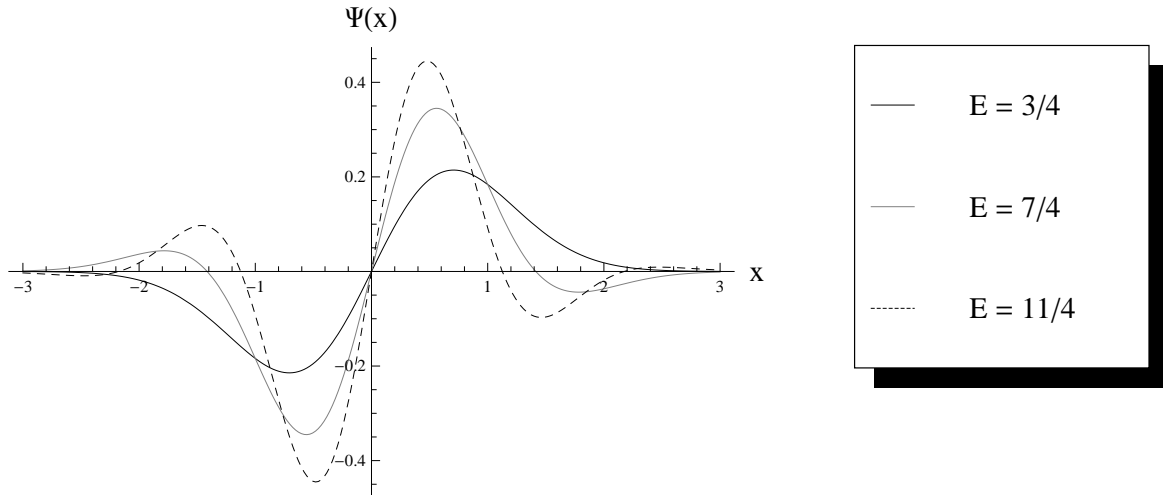 Ψ(x)
0.4
0.2
−3 −2 −1 1 2 3 x
−0.2
−0.4
E = 3/4
E = 7/4
E = 11/4